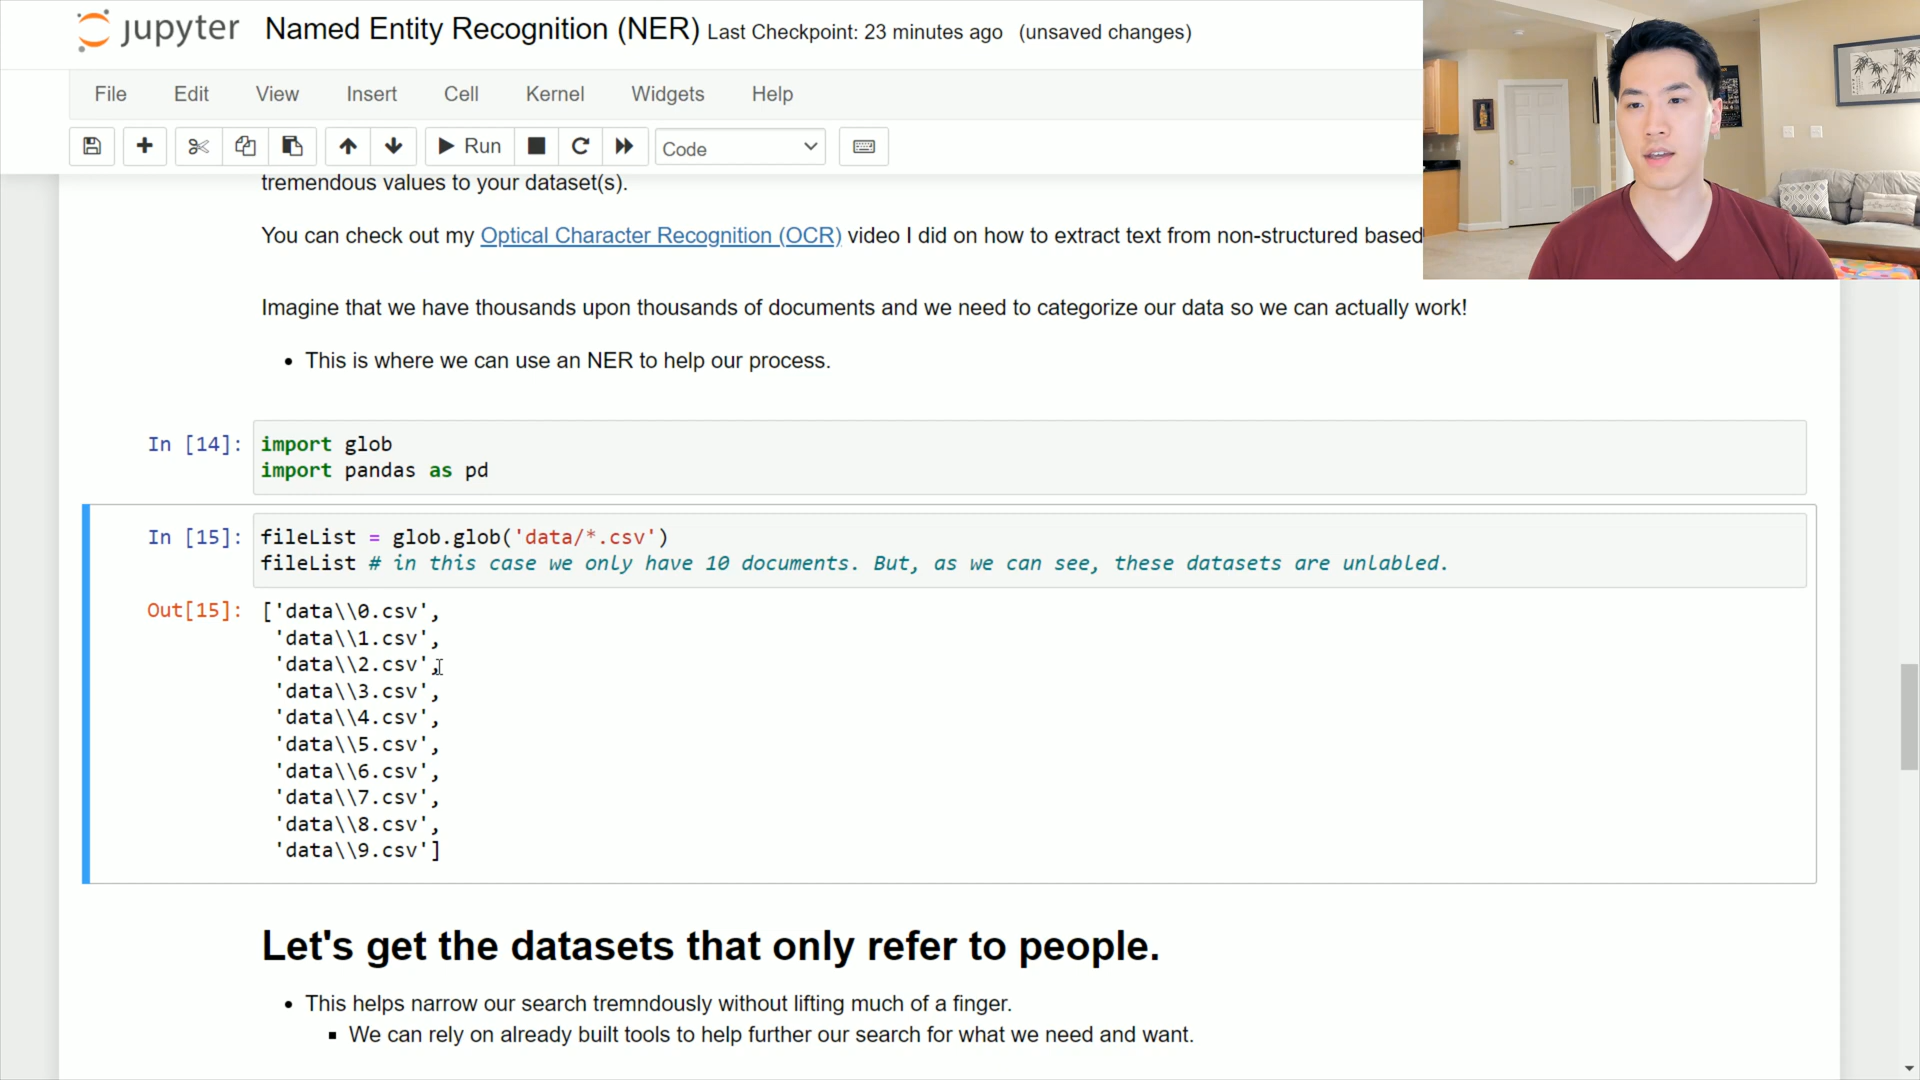 jupyter Named Entity Recognition (NER) Last Checkpoint: 23 minutes ago (unsaved changes)
File Edit View Insert Cell Kernel Widgets Help
Run Code
tremendous values to your dataset(s).
You can check out my Optical Character Recognition (OCR) video I did on how to extract text from non-structured based
Imagine that we have thousands upon thousands of documents and we need to categorize our data so we can actually work!
• This is where we can use an NER to help our process.
In [14]: import glob
import pandas as pd
In [15]: fileList = glob.glob('data/*.csv')
fileList # in this case we only have 10 documents. But, as we can see, these datasets are unlabled.
Out[15]: ['data\\0.csv',
'data\\1.csv',
'data\\2.csv',
'data\\3.csv',
'data\\4.csv',
'data\\5.csv',
'data\\6.csv',
'data\\7.csv',
'data\\8.csv',
'data\\9.csv']
Let's get the datasets that only refer to people.
• This helps narrow our search tremndously without lifting much of a finger.
▪ We can rely on already built tools to help further our search for what we need and want.